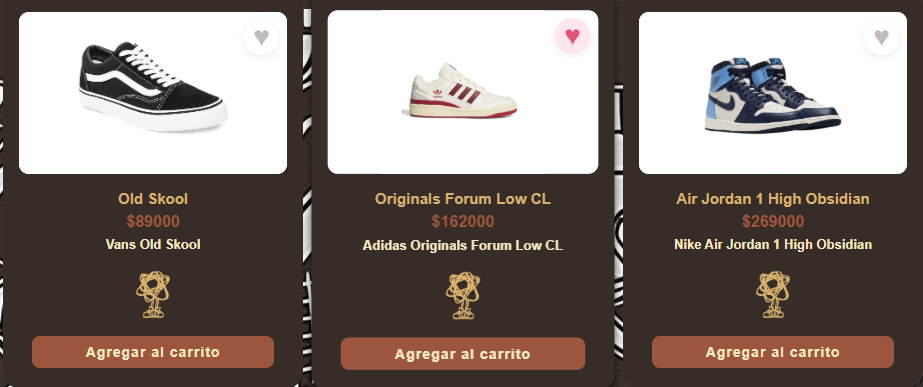 Old Skool
$89000
Vans Old Skool
Agregar al carrito
Originals Forum Low CL
$162000
Adidas Originals Forum Low CL
Agregar al carrito
Air Jordan 1 High Obsidian
$269000
Nike Air Jordan 1 High Obsidian
Agregar al carrito